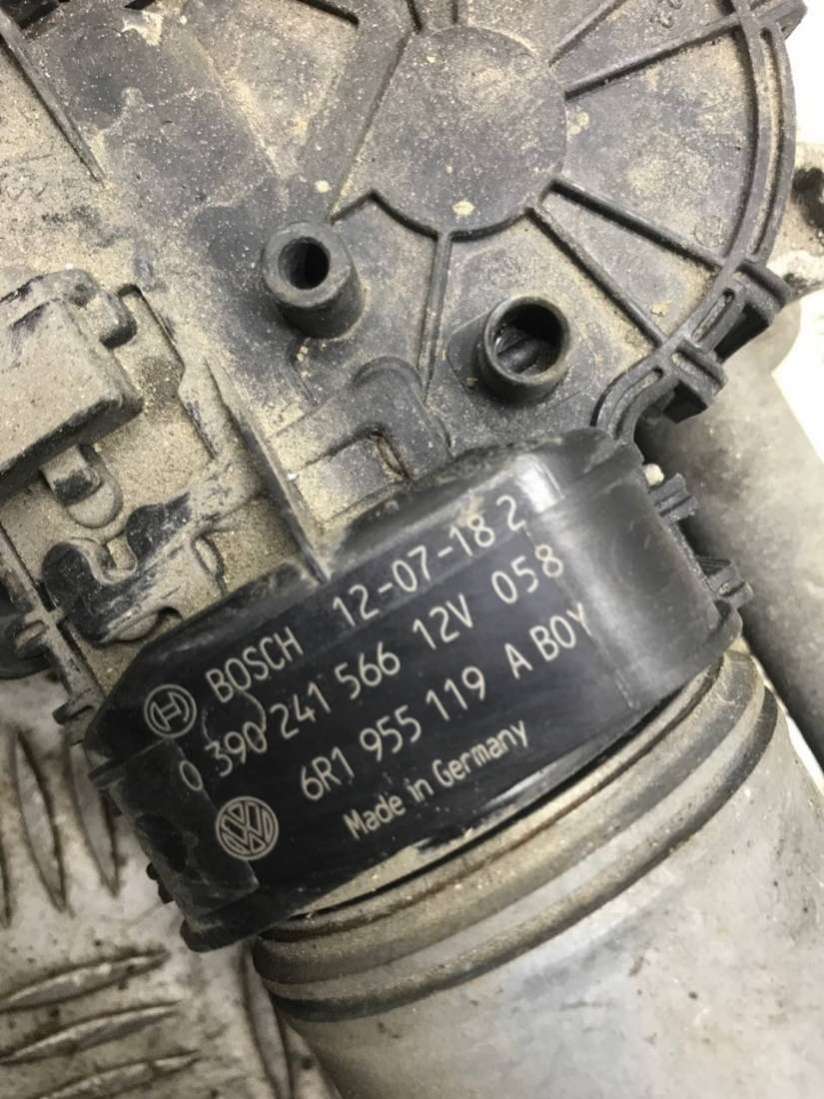 BOSCH 12-07-18 2
0 390 241 566 12V 058
6R1 955 119 A BOY
Made in Germany